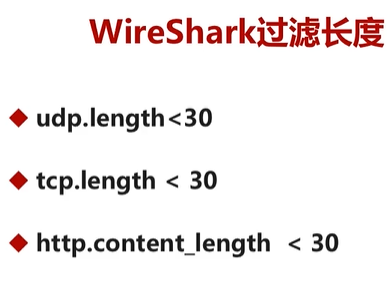 WireShark过滤长度
udp.length<30
tcp.length < 30
http.content_length < 30